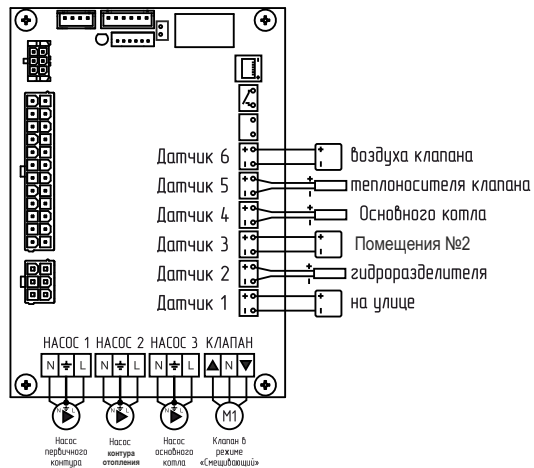 Датчик 6 воздуха клапана
Датчик 5 теплоносителя клапана
Датчик 4 Основного котла
Датчик 3 Помещения №2
Датчик 2 гидроразделителя
Датчик 1 на улице
НАСОС 1 НАСОС 2 НАСОС 3 КЛАПАН
N L N L N L N
N L N L N L М1
Насос первичного контура
Насос контура отопления
Насос основного котла
Клапан в режиме «Смешивающий»